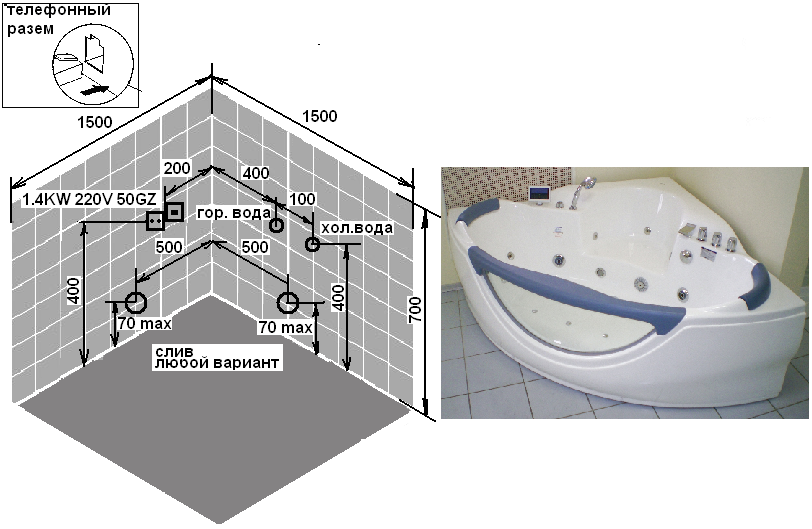 телефонный
разем
1500
1500
200
400
1.4KW 220V 50GZ
100
гор. вода
хол.вода
500
500
400
400
700
70 max
70 max
слив
любой вариант